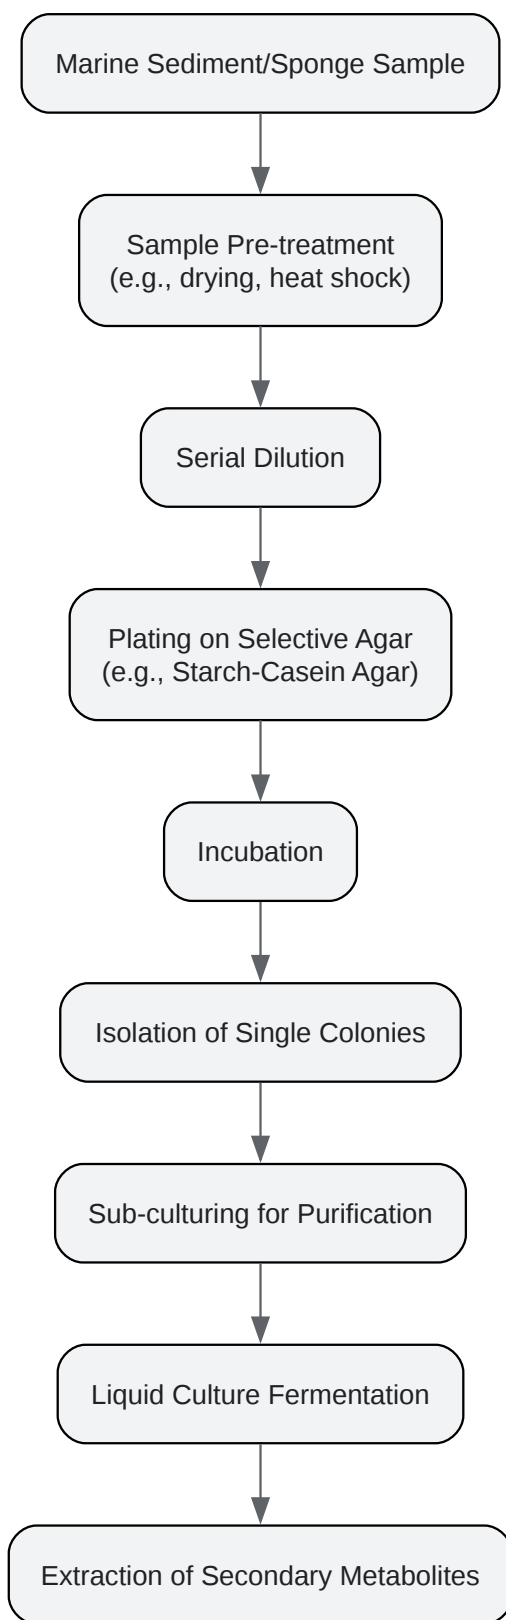 Marine Sediment/Sponge Sample
Sample Pre-treatment
(e.g., drying, heat shock)
Serial Dilution
Plating on Selective Agar
(e.g., Starch-Casein Agar)
Incubation
Isolation of Single Colonies
Sub-culturing for Purification
Liquid Culture Fermentation
Extraction of Secondary Metabolites